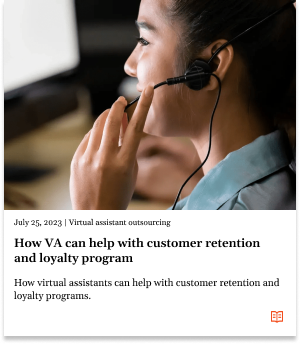 July 25, 2023 | Virtual assistant outsourcing
How VA can help with customer retention
and loyalty program
How virtual assistants can help with customer retention and
loyalty programs.